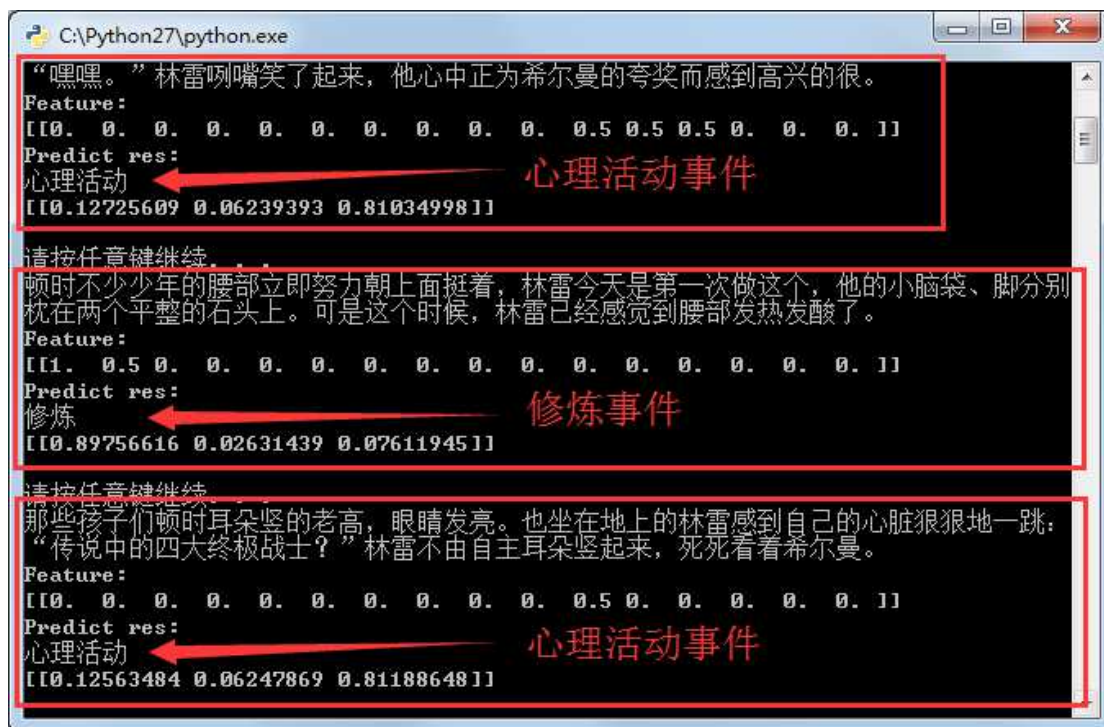 C:\Python27\python.exe
“嘿嘿。”林雷咧嘴笑了起来，他心中正为希尔曼的夸奖而感到高兴的很。
Feature:
[[0. 0. 0. 0. 0. 0. 0. 0. 0. 0. 0.5 0.5 0.5 0. 0. 0. ]]
Predict res:
心理活动
心理活动事件
[[0.12725609 0.06239393 0.81034998]]
请按任意键继续. . .
顿时不少少年的腰部立即努力朝上面挺着，林雷今天是第一次做这个，他的小脑袋、脚分别
枕在两个平整的石头上。可是这个时候，林雷已经感觉到腰部发热发酸了。
Feature:
[[1. 0.5 0. 0. 0. 0. 0. 0. 0. 0. 0. 0. 0. 0. 0. 0. ]]
Predict res:
修炼
修炼事件
[[0.89756616 0.02631439 0.07611945]]
请按任意键继续. . .
那些孩子们顿时耳朵竖的老高，眼睛发亮。也坐在地上的林雷感到自己的心脏狠狠地一跳：
“传说中的四大终极战士？”林雷不由自主耳朵竖起来，死死看着希尔曼。
Feature:
[[0. 0. 0. 0. 0. 0. 0. 0. 0. 0. 0.5 0. 0. 0. 0. 0. ]]
Predict res:
心理活动
心理活动事件
[[0.12563484 0.06247869 0.81188648]]